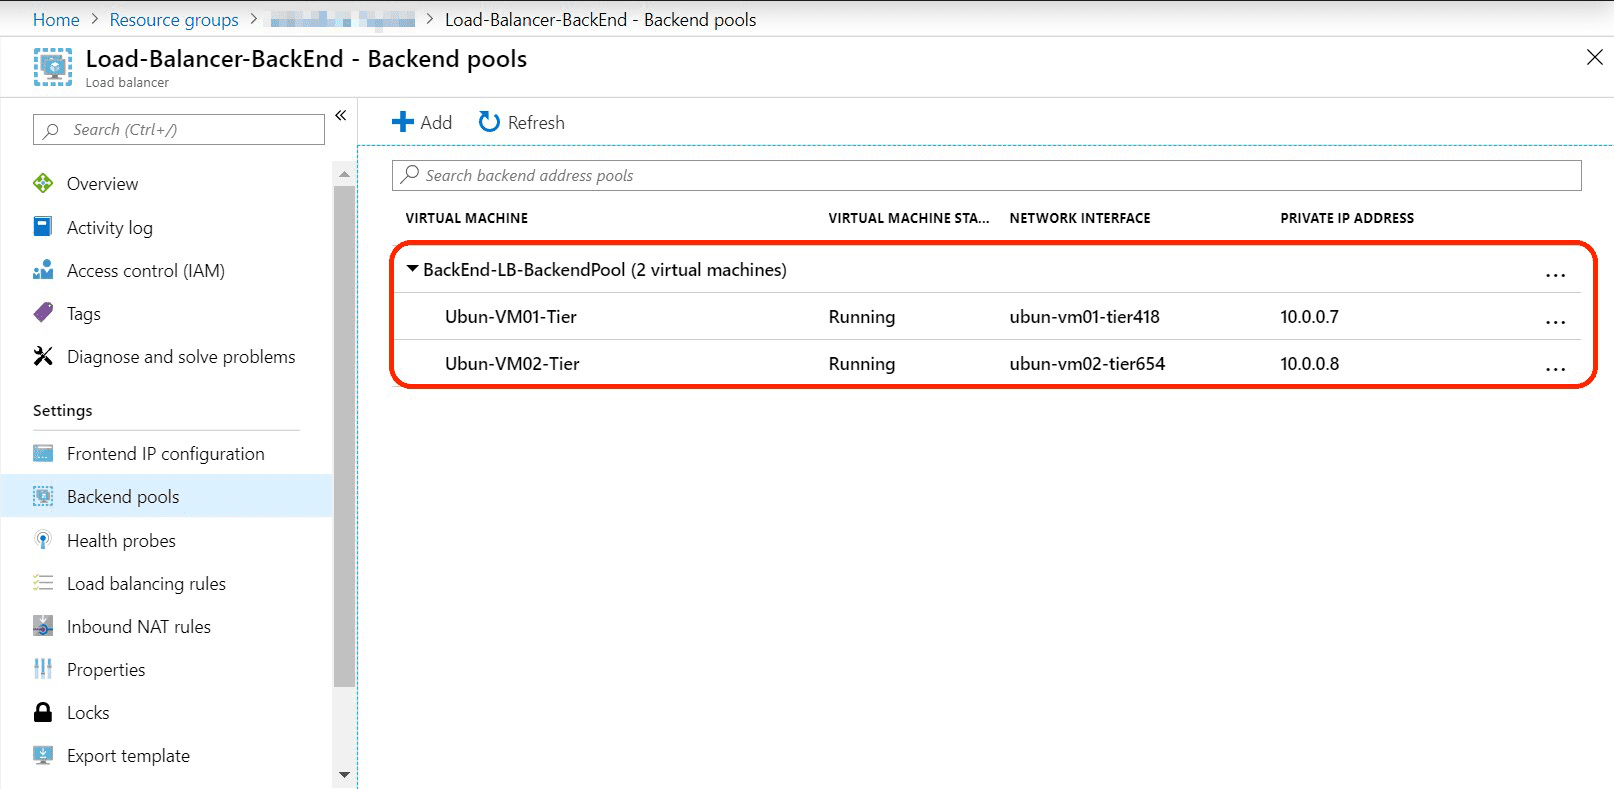 Home > Resource groups > > Load-Balancer-BackEnd - Backend pools
Load-Balancer-BackEnd - Backend pools
Load balancer
Search (Ctrl+/)
«
Overview
Activity log
Access control (IAM)
Tags
Diagnose and solve problems
Settings
Frontend IP configuration
Backend pools
Health probes
Load balancing rules
Inbound NAT rules
Properties
Locks
Export template
Add Refresh
Search backend address pools
VIRTUAL MACHINE VIRTUAL MACHINE STA... NETWORK INTERFACE PRIVATE IP ADDRESS
BackEnd-LB-BackendPool (2 virtual machines) ...
Ubun-VM01-Tier Running ubun-vm01-tier418 10.0.0.7 ...
Ubun-VM02-Tier Running ubun-vm02-tier654 10.0.0.8 ...